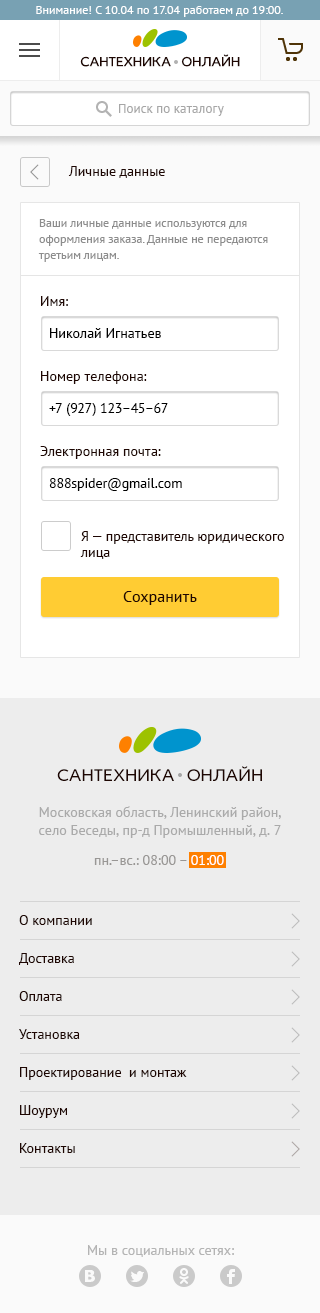 Внимание! С 10.04 по 17.04 работаем до 19:00.
САНТЕХНИКА • ОНЛАЙН
Поиск по каталогу
Личные данные
Ваши личные данные используются для
оформления заказа. Данные не передаются
третьим лицам.
Имя:
Николай Игнатьев
Номер телефона:
+7 (927) 123–45–67
Электронная почта:
888spider@gmail.com
Я — представитель юридического
лица
Сохранить
САНТЕХНИКА • ОНЛАЙН
Московская область, Ленинский район,
село Беседы, пр-д Промышленный, д. 7
пн.–вс.: 08:00 – 01:00
О компании
Доставка
Оплата
Установка
Проектирование  и монтаж
Шоурум
Контакты
Мы в социальных сетях: